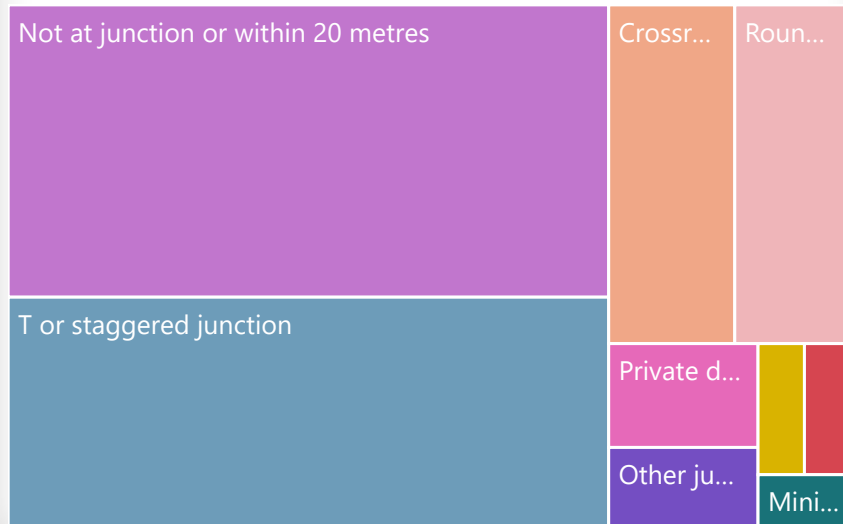 Not at junction or within 20 metres
Crossr...
Roun...
T or staggered junction
Private d...
Other ju...
Mini...